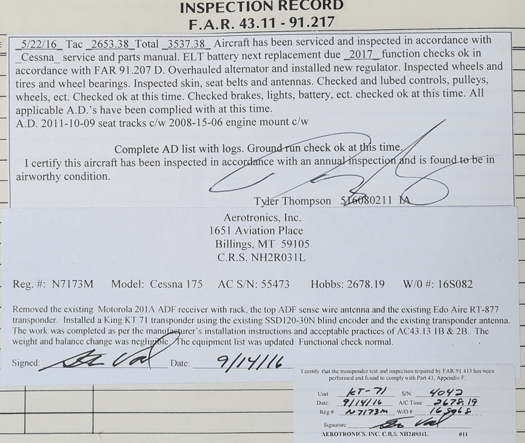 INSPECTION RECORD
F.A.R. 43.11 - 91.217
_5/22/16_ Tac _2653.38_ Total _3537.38_ Aircraft has been serviced and inspected in accordance with
_Cessna_ service and parts manual. ELT battery next replacement due _2017_ function checks ok in
accordance with FAR 91.207 D. Overhauled alternator and installed new regulator. Inspected wheels and
tires and wheel bearings. Inspected skin, seat belts and antennas. Checked and lubed controls, pulleys,
wheels, ect. Checked ok at this time. Checked brakes, lights, battery, ect. checked ok at this time. All
applicable A.D.'s have been complied with at this time.
A.D. 2011-10-09 seat tracks c/w 2008-15-06 engine mount c/w
Complete AD list with logs. Ground run check ok at this time.
I certify this aircraft has been inspected in accordance with an annual inspection and is found to be in
airworthy condition.
Tyler Thompson 516080211 IA
Aerotronics, Inc.
1651 Aviation Place
Billings, MT 59105
C.R.S. NH2R031L
Reg. #: N7173M Model: Cessna 175 AC S/N: 55473 Hobbs: 2678.19 W/0 #: 16S082
Removed the existing Motorola 201A ADF receiver with rack, the top ADF sense wire antenna and the existing Edo Aire RT-877
transponder. Installed a King KT 71 transponder using the existing SSD120-30N blind encoder and the existing transponder antenna.
The work was completed as per the manufacturer's installation instructions and acceptable practices of AC43.13 1B & 2B. The
weight and balance change was negligible. The equipment list was updated Functional check normal.
Signed: Date: 9/14/16
I certify that the transponder test and inspection required by FAR 91.413 has been
performed and found to comply with Part 43, Appendix F.
Unit KT-71 S/N 4042
Date: 9/14/16 A/C Time 2678.19
Reg # N7173M W/O #
Signature
AEROTRONICS, INC. C.R.S. NH2R031L #11